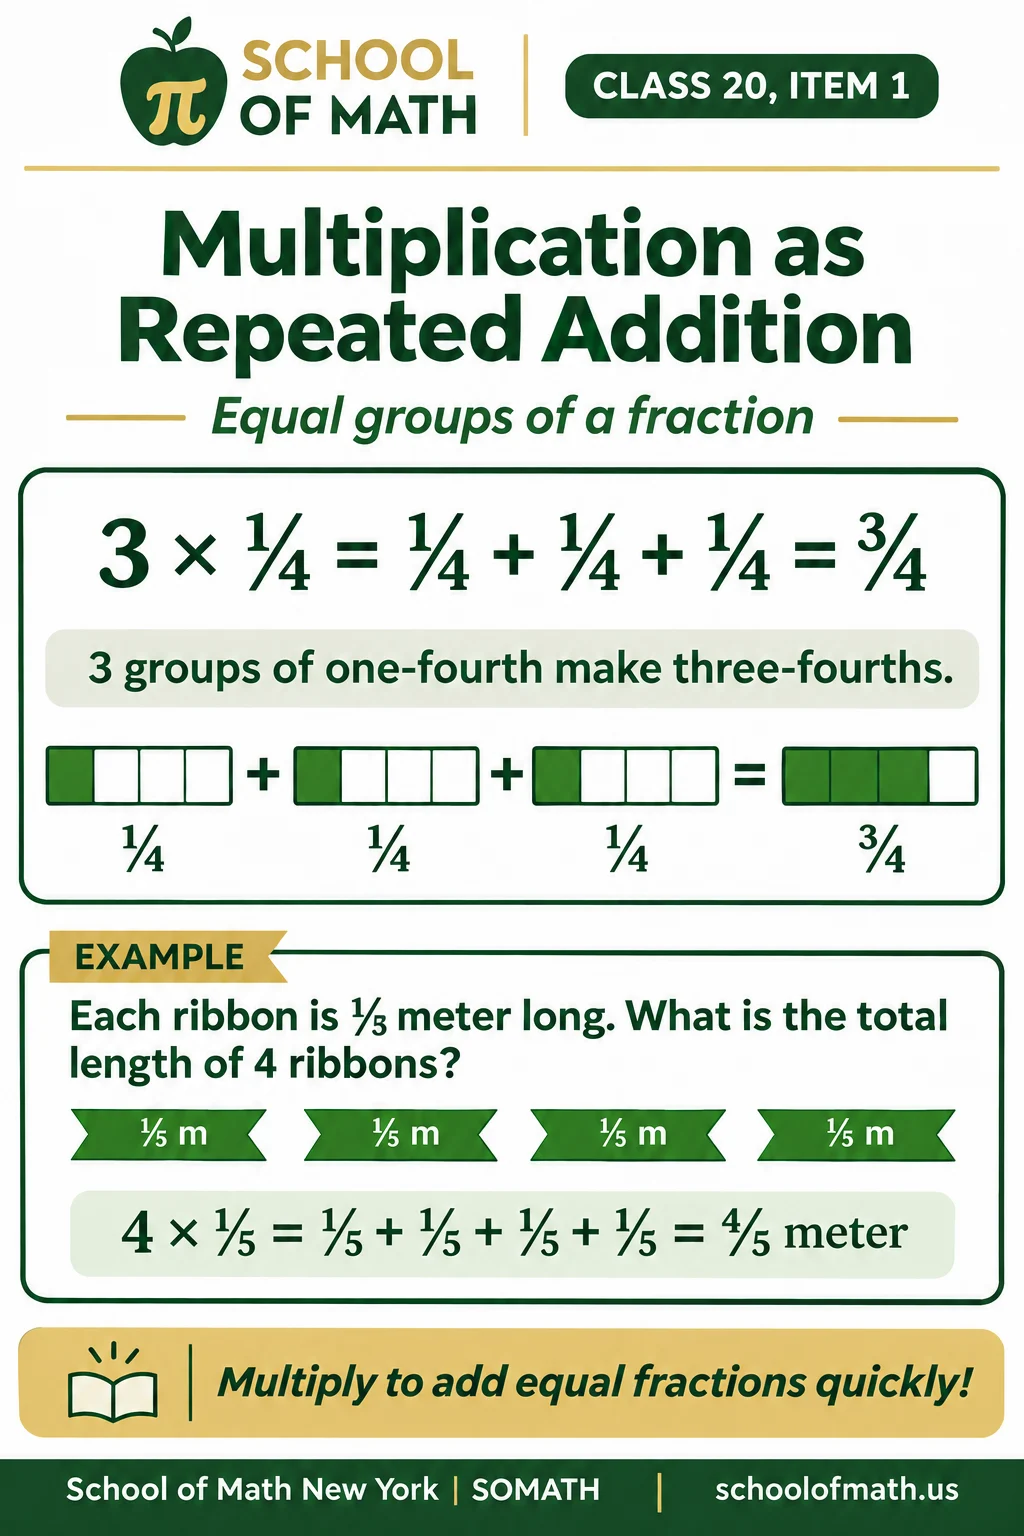 π
SCHOOL
OF MATH
CLASS 20, ITEM 1
Multiplication as
Repeated Addition
Equal groups of a fraction
3 × ¼ = ¼ + ¼ + ¼ = ¾
3 groups of one-fourth make three-fourths.
+ + =
¼ ¼ ¼ ¾
EXAMPLE
Each ribbon is ⅓ meter long. What is the total
length of 4 ribbons?
⅕ m ⅕ m ⅕ m ⅕ m
4 × ⅕ = ⅕ + ⅕ + ⅕ + ⅕ = ⅘ meter
Multiply to add equal fractions quickly!
School of Math New York | SOMATH | schoolofmath.us